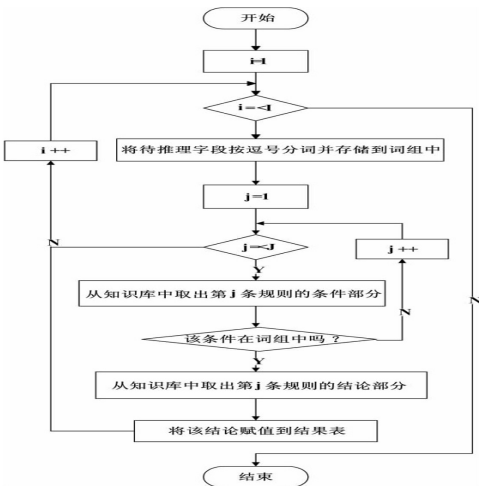 开始
i=1
i=<I
将待推理字段按逗号分词并存储到词组中
i ++
j=1
j=<J
j ++
N
Y
N
N
从知识库中取出第 j 条规则的条件部分
该条件在词组中吗？
Y
从知识库中取出第 j 条规则的结论部分
将该结论赋值到结果表
结束